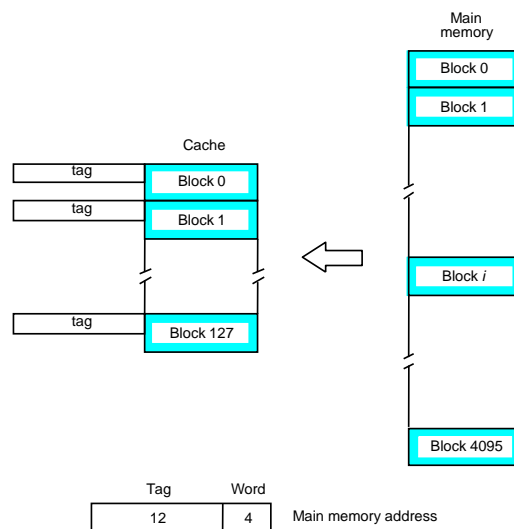 Main
memory
Block 0
Block 1
Cache
tag
Block 0
tag
Block 1
Block i
tag
Block 127
Block 4095
Tag Word
12 4 Main memory address